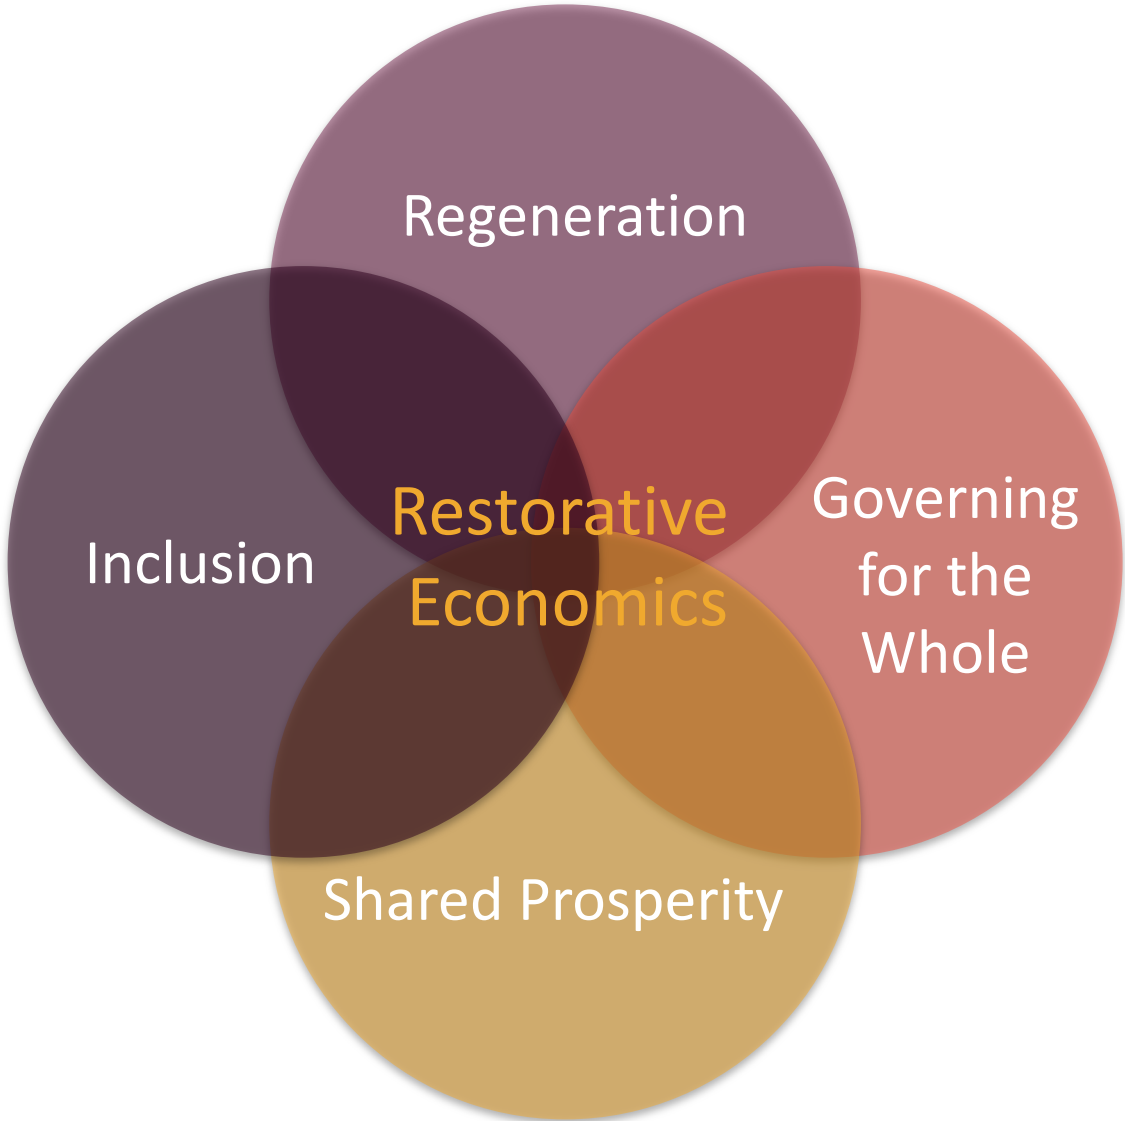 Regeneration
Inclusion
Restorative
Economics
Governing
for the
Whole
Shared Prosperity